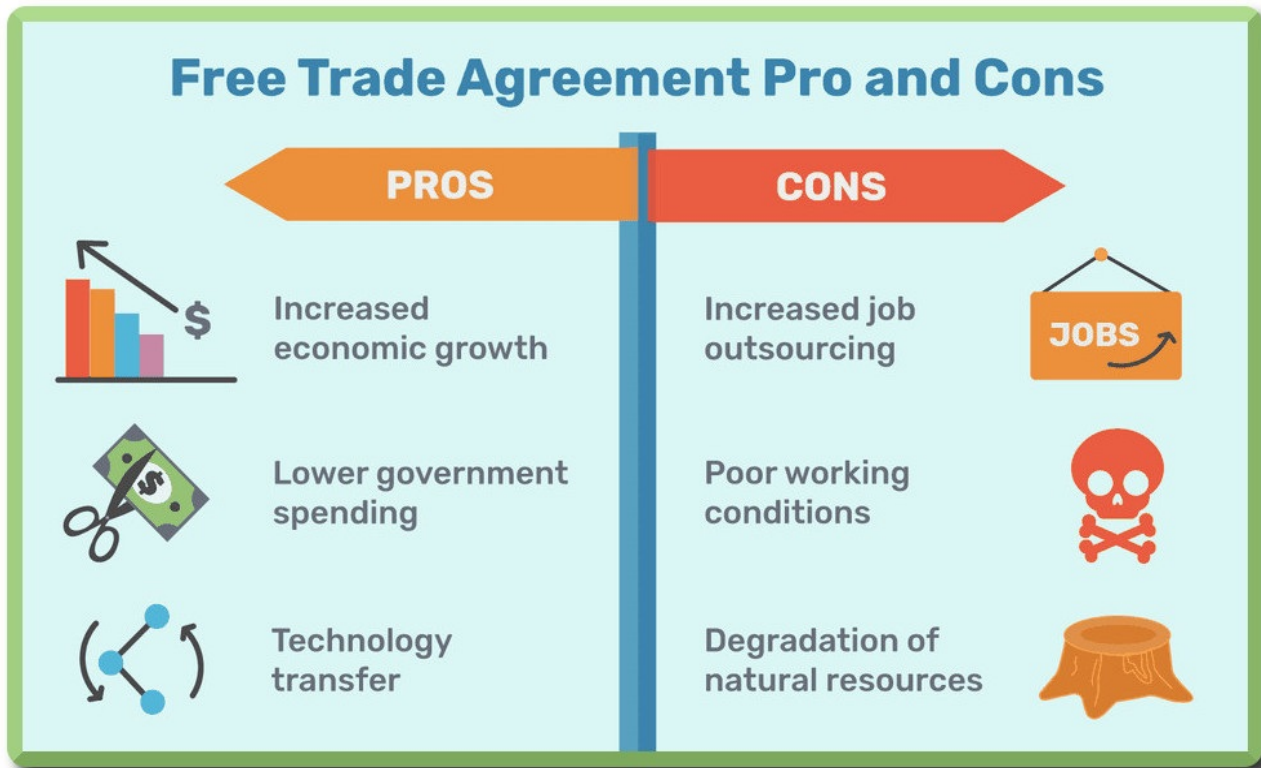 Free Trade Agreement Pro and Cons
PROS
CONS
$
Increased
economic growth
Increased job
outsourcing
JOBS
$
Lower government
spending
Poor working
conditions
Technology
transfer
Degradation of
natural resources